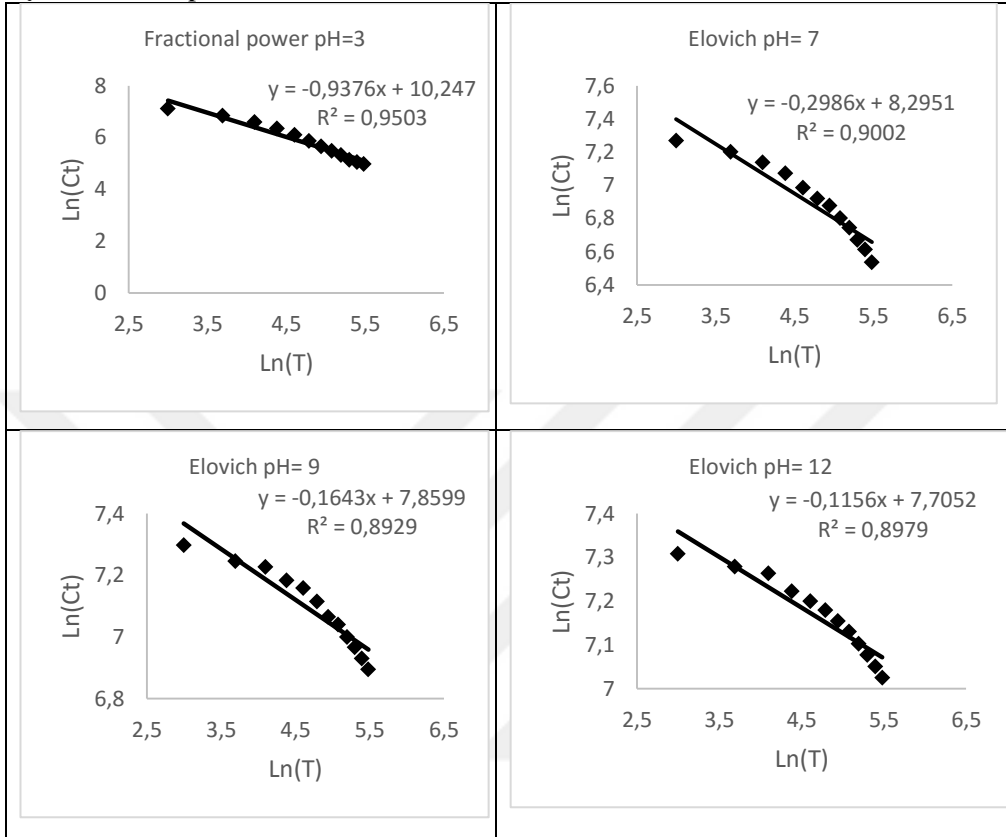 Fractional power pH=3
y = -0,9376x + 10,247
R² = 0,9503
8
6
4
2
0
Ln(Ct)
2,5 3,5 4,5 5,5 6,5
Ln(T)
Elovich pH= 7
y = -0,2986x + 8,2951
R² = 0,9002
7,6
7,4
7,2
7
6,8
6,6
6,4
Ln(Ct)
2,5 3,5 4,5 5,5 6,5
Ln(T)
Elovich pH= 9
y = -0,1643x + 7,8599
R² = 0,8929
7,4
7,2
7
6,8
Ln(Ct)
2,5 3,5 4,5 5,5 6,5
Ln(T)
Elovich pH= 12
y = -0,1156x + 7,7052
R² = 0,8979
7,4
7,3
7,2
7,1
7
Ln(Ct)
2,5 3,5 4,5 5,5 6,5
Ln(T)